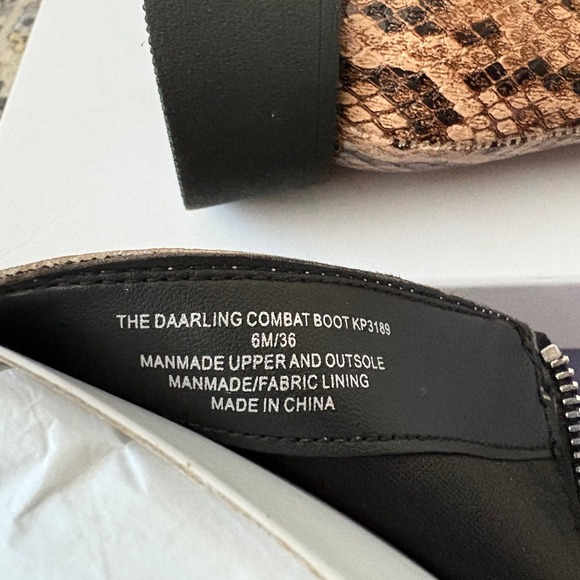 THE DAARLING COMBAT BOOT KP3189
6M/36
MANMADE UPPER AND OUTSOLE
MANMADE/FABRIC LINING
MADE IN CHINA